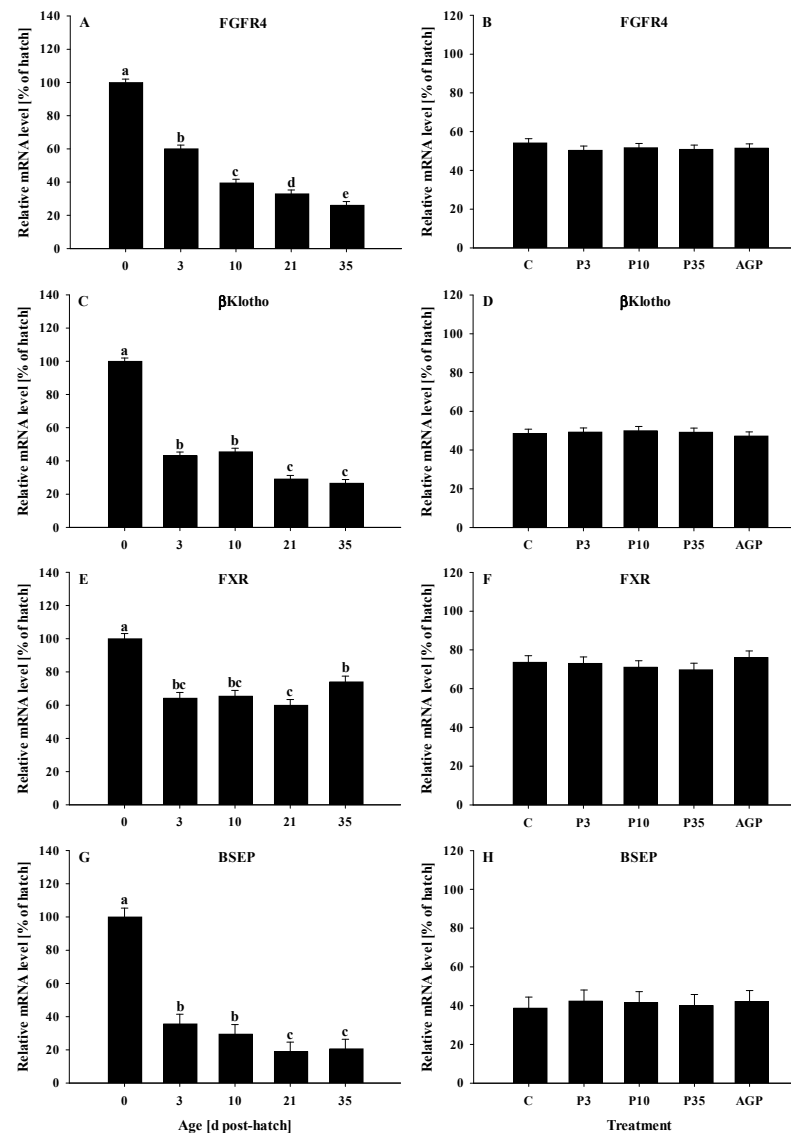 A FGFR4
Relative mRNA level [% of hatch]
140
120
100
80
60
40
20
0
a
b
c
d
e
0 3 10 21 35
B FGFR4
Relative mRNA level [% of hatch]
120
100
80
60
40
20
0
C P3 P10 P35 AGP
C βKlotho
Relative mRNA level [% of hatch]
140
120
100
80
60
40
20
0
a
b
b
c
c
0 3 10 21 35
D βKlotho
Relative mRNA level [% of hatch]
120
100
80
60
40
20
0
C P3 P10 P35 AGP
E FXR
Relative mRNA level [% of hatch]
140
120
100
80
60
40
20
0
a
bc
bc
c
b
0 3 10 21 35
F FXR
Relative mRNA level [% of hatch]
120
100
80
60
40
20
0
C P3 P10 P35 AGP
G BSEP
Relative mRNA level [% of hatch]
140
120
100
80
60
40
20
0
a
b
b
c
c
0 3 10 21 35
Age [d post-hatch]
H BSEP
Relative mRNA level [% of hatch]
120
100
80
60
40
20
0
C P3 P10 P35 AGP
Treatment